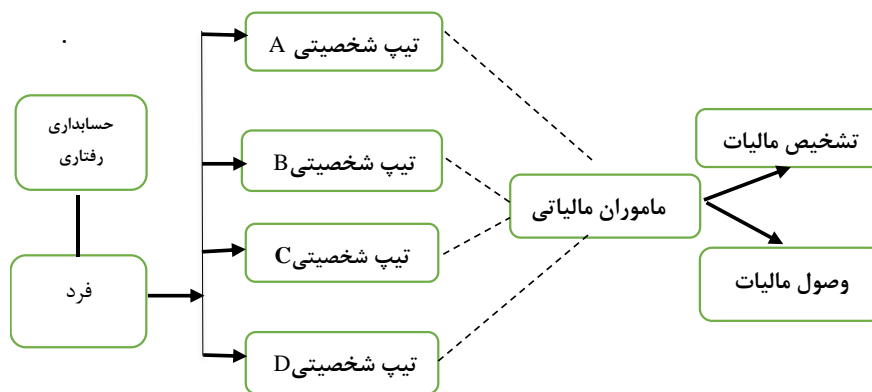 تیپ شخصیتی A
حسابداری
رفتاری
تیپ شخصیتیB
تشخیص مالیات
ماموران مالیاتی
تیپ شخصیتیC
فرد
وصول مالیات
تیپ شخصیتیD